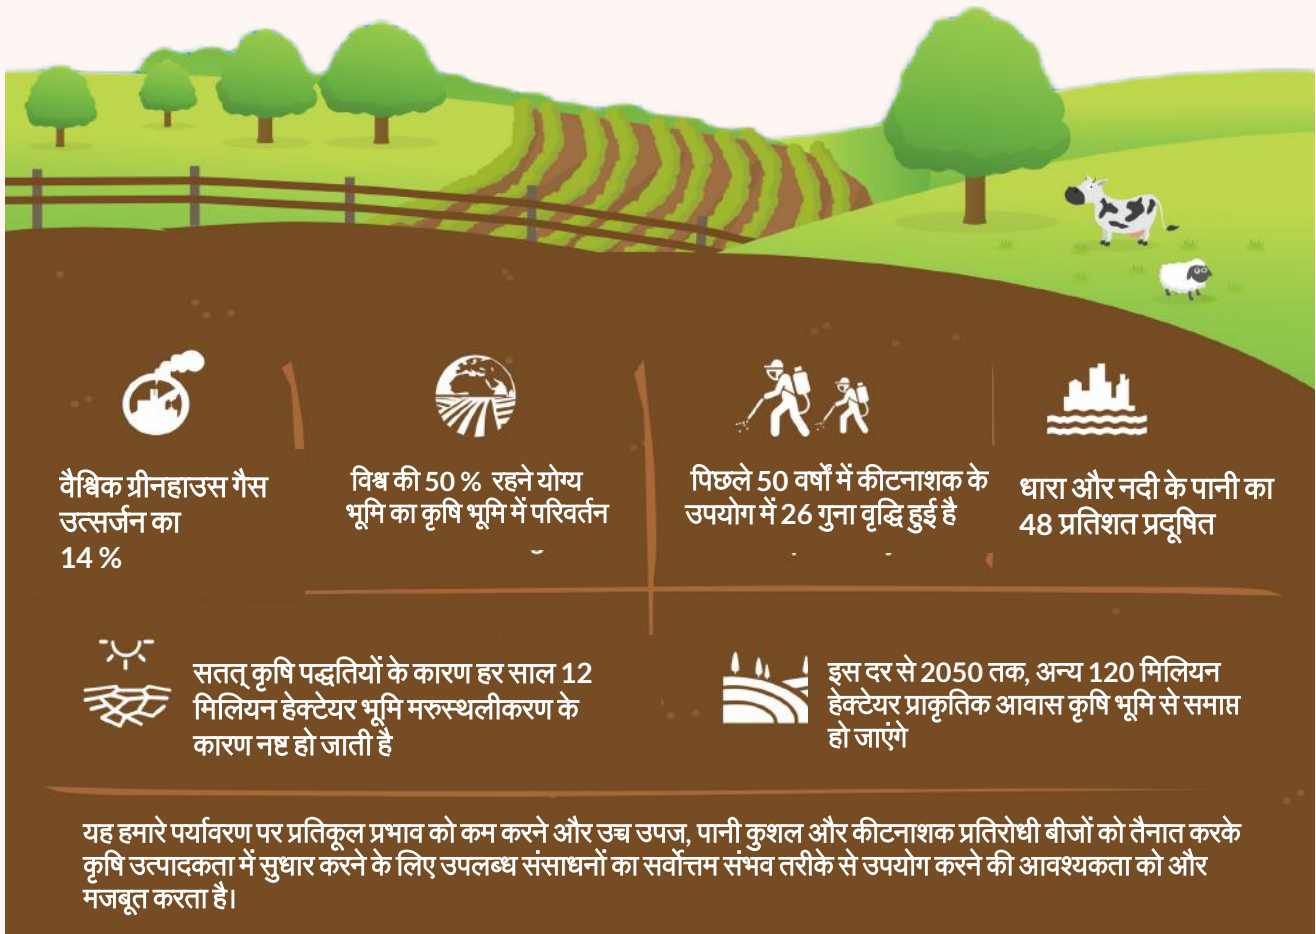 वैश्विक ग्रीनहाउस गैस
उत्सर्जन का
14 %
विश्व की 50 % रहने योग्य
भूमि का कृषि भूमि में परिवर्तन
पिछले 50 वर्षों में कीटनाशक के
उपयोग में 26 गुना वृद्धि हुई है
धारा और नदी के पानी का
48 प्रतिशत प्रदूषित
सतत् कृषि पद्धतियों के कारण हर साल 12
मिलियन हेक्टेयर भूमि मरुस्थलीकरण के
कारण नष्ट हो जाती है
इस दर से 2050 तक, अन्य 120 मिलियन
हेक्टेयर प्राकृतिक आवास कृषि भूमि से समाप्त
हो जाएंगे
यह हमारे पर्यावरण पर प्रतिकूल प्रभाव को कम करने और उच्च उपज, पानी कुशल और कीटनाशक प्रतिरोधी बीजों को तैनात करके
कृषि उत्पादकता में सुधार करने के लिए उपलब्ध संसाधनों का सर्वोत्तम संभव तरीके से उपयोग करने की आवश्यकता को और
मजबूत करता है।